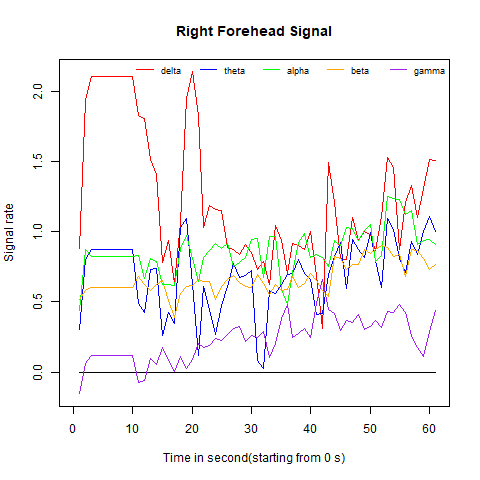 Right Forehead Signal
delta theta alpha beta gamma
Signal rate
0.0 0.5 1.0 1.5 2.0
0 10 20 30 40 50 60
Time in second(starting from 0 s)